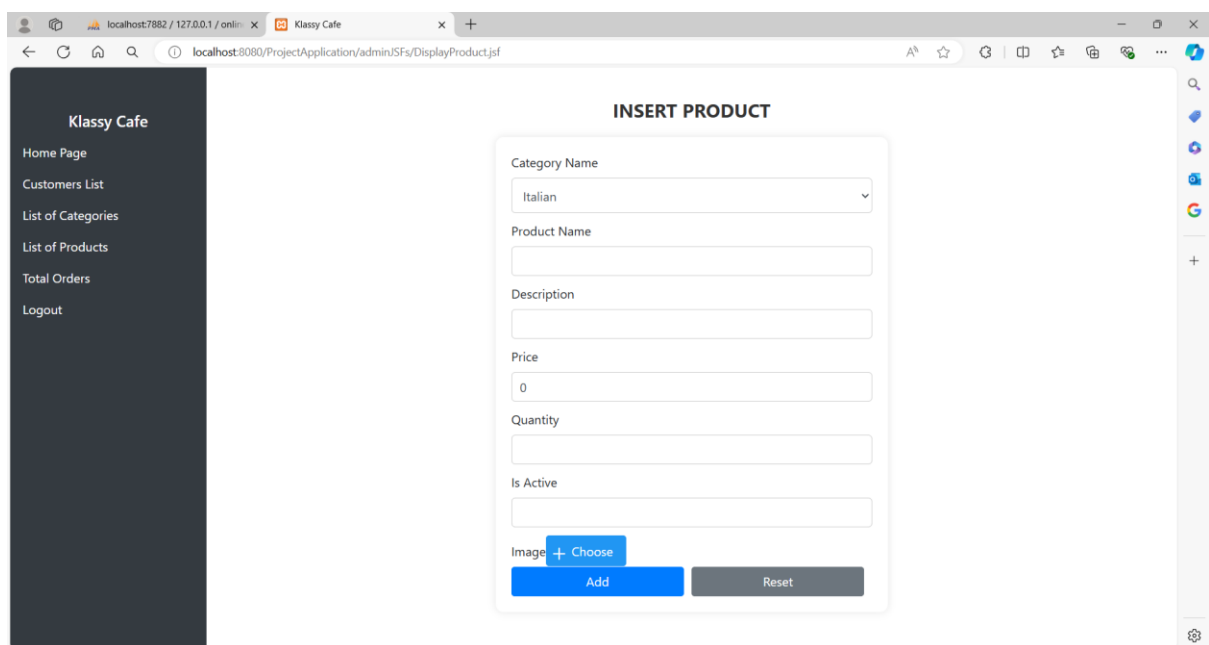 localhost:7882 / 127.0.0.1 / onlin
Klassy Cafe
localhost:8080/ProjectApplication/adminJSFs/DisplayProduct.jsf
Klassy Cafe
Home Page
Customers List
List of Categories
List of Products
Total Orders
Logout
INSERT PRODUCT
Category Name
Italian
Product Name
Description
Price
0
Quantity
Is Active
Image + Choose
Add Reset